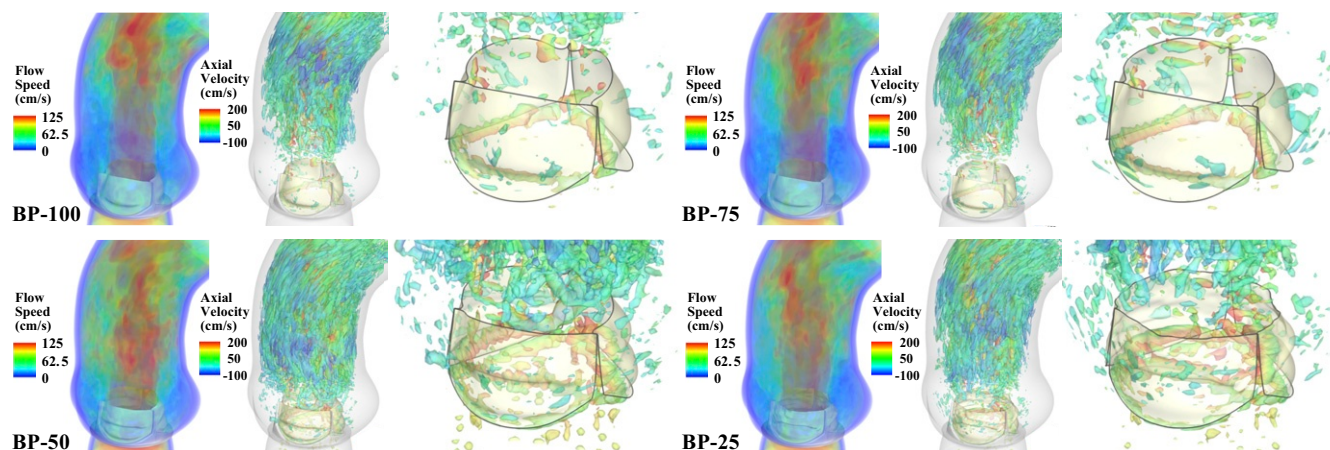 Flow
Speed
(cm/s)
125
62.5
0
Axial
Velocity
(cm/s)
200
50
-100
BP-100
Flow
Speed
(cm/s)
125
62.5
0
Axial
Velocity
(cm/s)
200
50
-100
BP-75
Flow
Speed
(cm/s)
125
62.5
0
Axial
Velocity
(cm/s)
200
50
-100
BP-50
Flow
Speed
(cm/s)
125
62.5
0
Axial
Velocity
(cm/s)
200
50
-100
BP-25